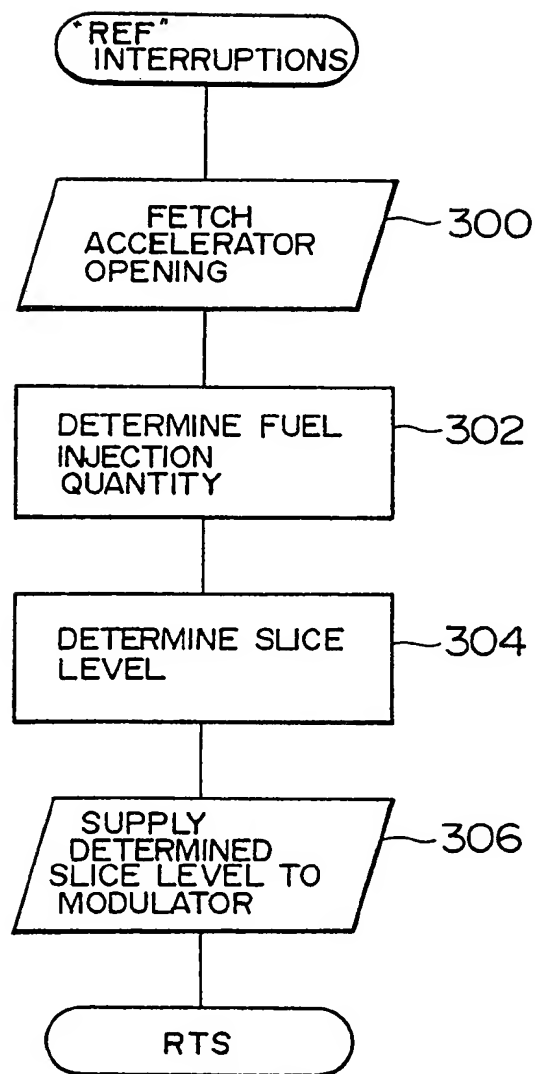 "REF"
INTERRUPTIONS
FETCH
ACCELERATOR
OPENING
300
DETERMINE FUEL
INJECTION
QUANTITY
302
DETERMINE SLICE
LEVEL
304
SUPPLY
DETERMINED
SLICE LEVEL TO
MODULATOR
306
RTS